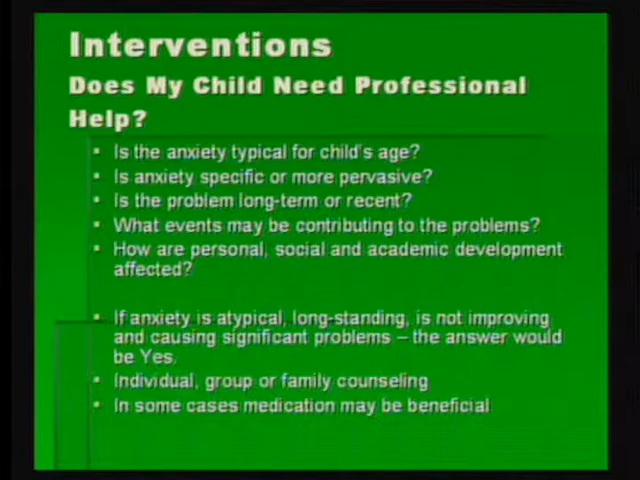 Interventions
Does My Child Need Professional
Help?
• Is the anxiety typical for child's age?
• Is anxiety specific or more pervasive?
• Is the problem long-term or recent?
• What events may be contributing to the problems?
• How are personal, social and academic development
affected?
• If anxiety is atypical, long-standing, is not improving
and causing significant problems – the answer would
be Yes.
• Individual, group or family counseling
• In some cases medication may be beneficial